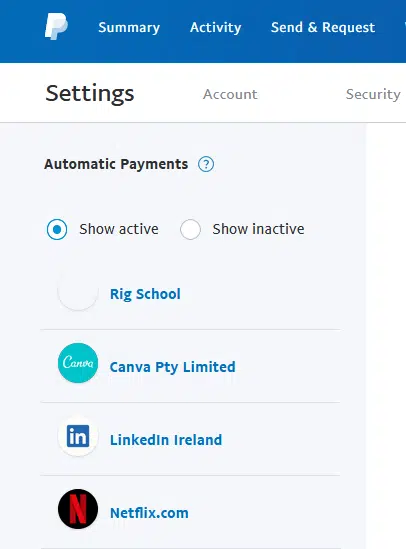 Summary Activity Send & Request
Settings Account Security
Automatic Payments ?
Show active Show inactive
Rig School
Canva Canva Pty Limited
in LinkedIn Ireland
N Netflix.com